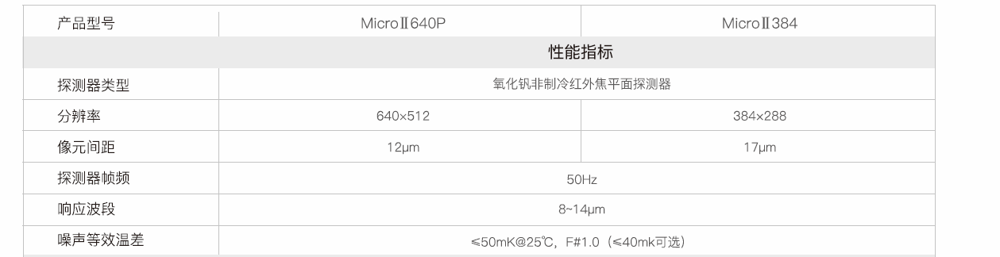 产品型号 MicroⅡ640P MicroⅡ384
性能指标
探测器类型 氧化钒非制冷红外焦平面探测器
分辨率 640×512 384×288
像元间距 12μm 17μm
探测器帧频 50Hz
响应波段 8~14μm
噪声等效温差 ≤50mK@25℃，F#1.0（≤40mk可选）